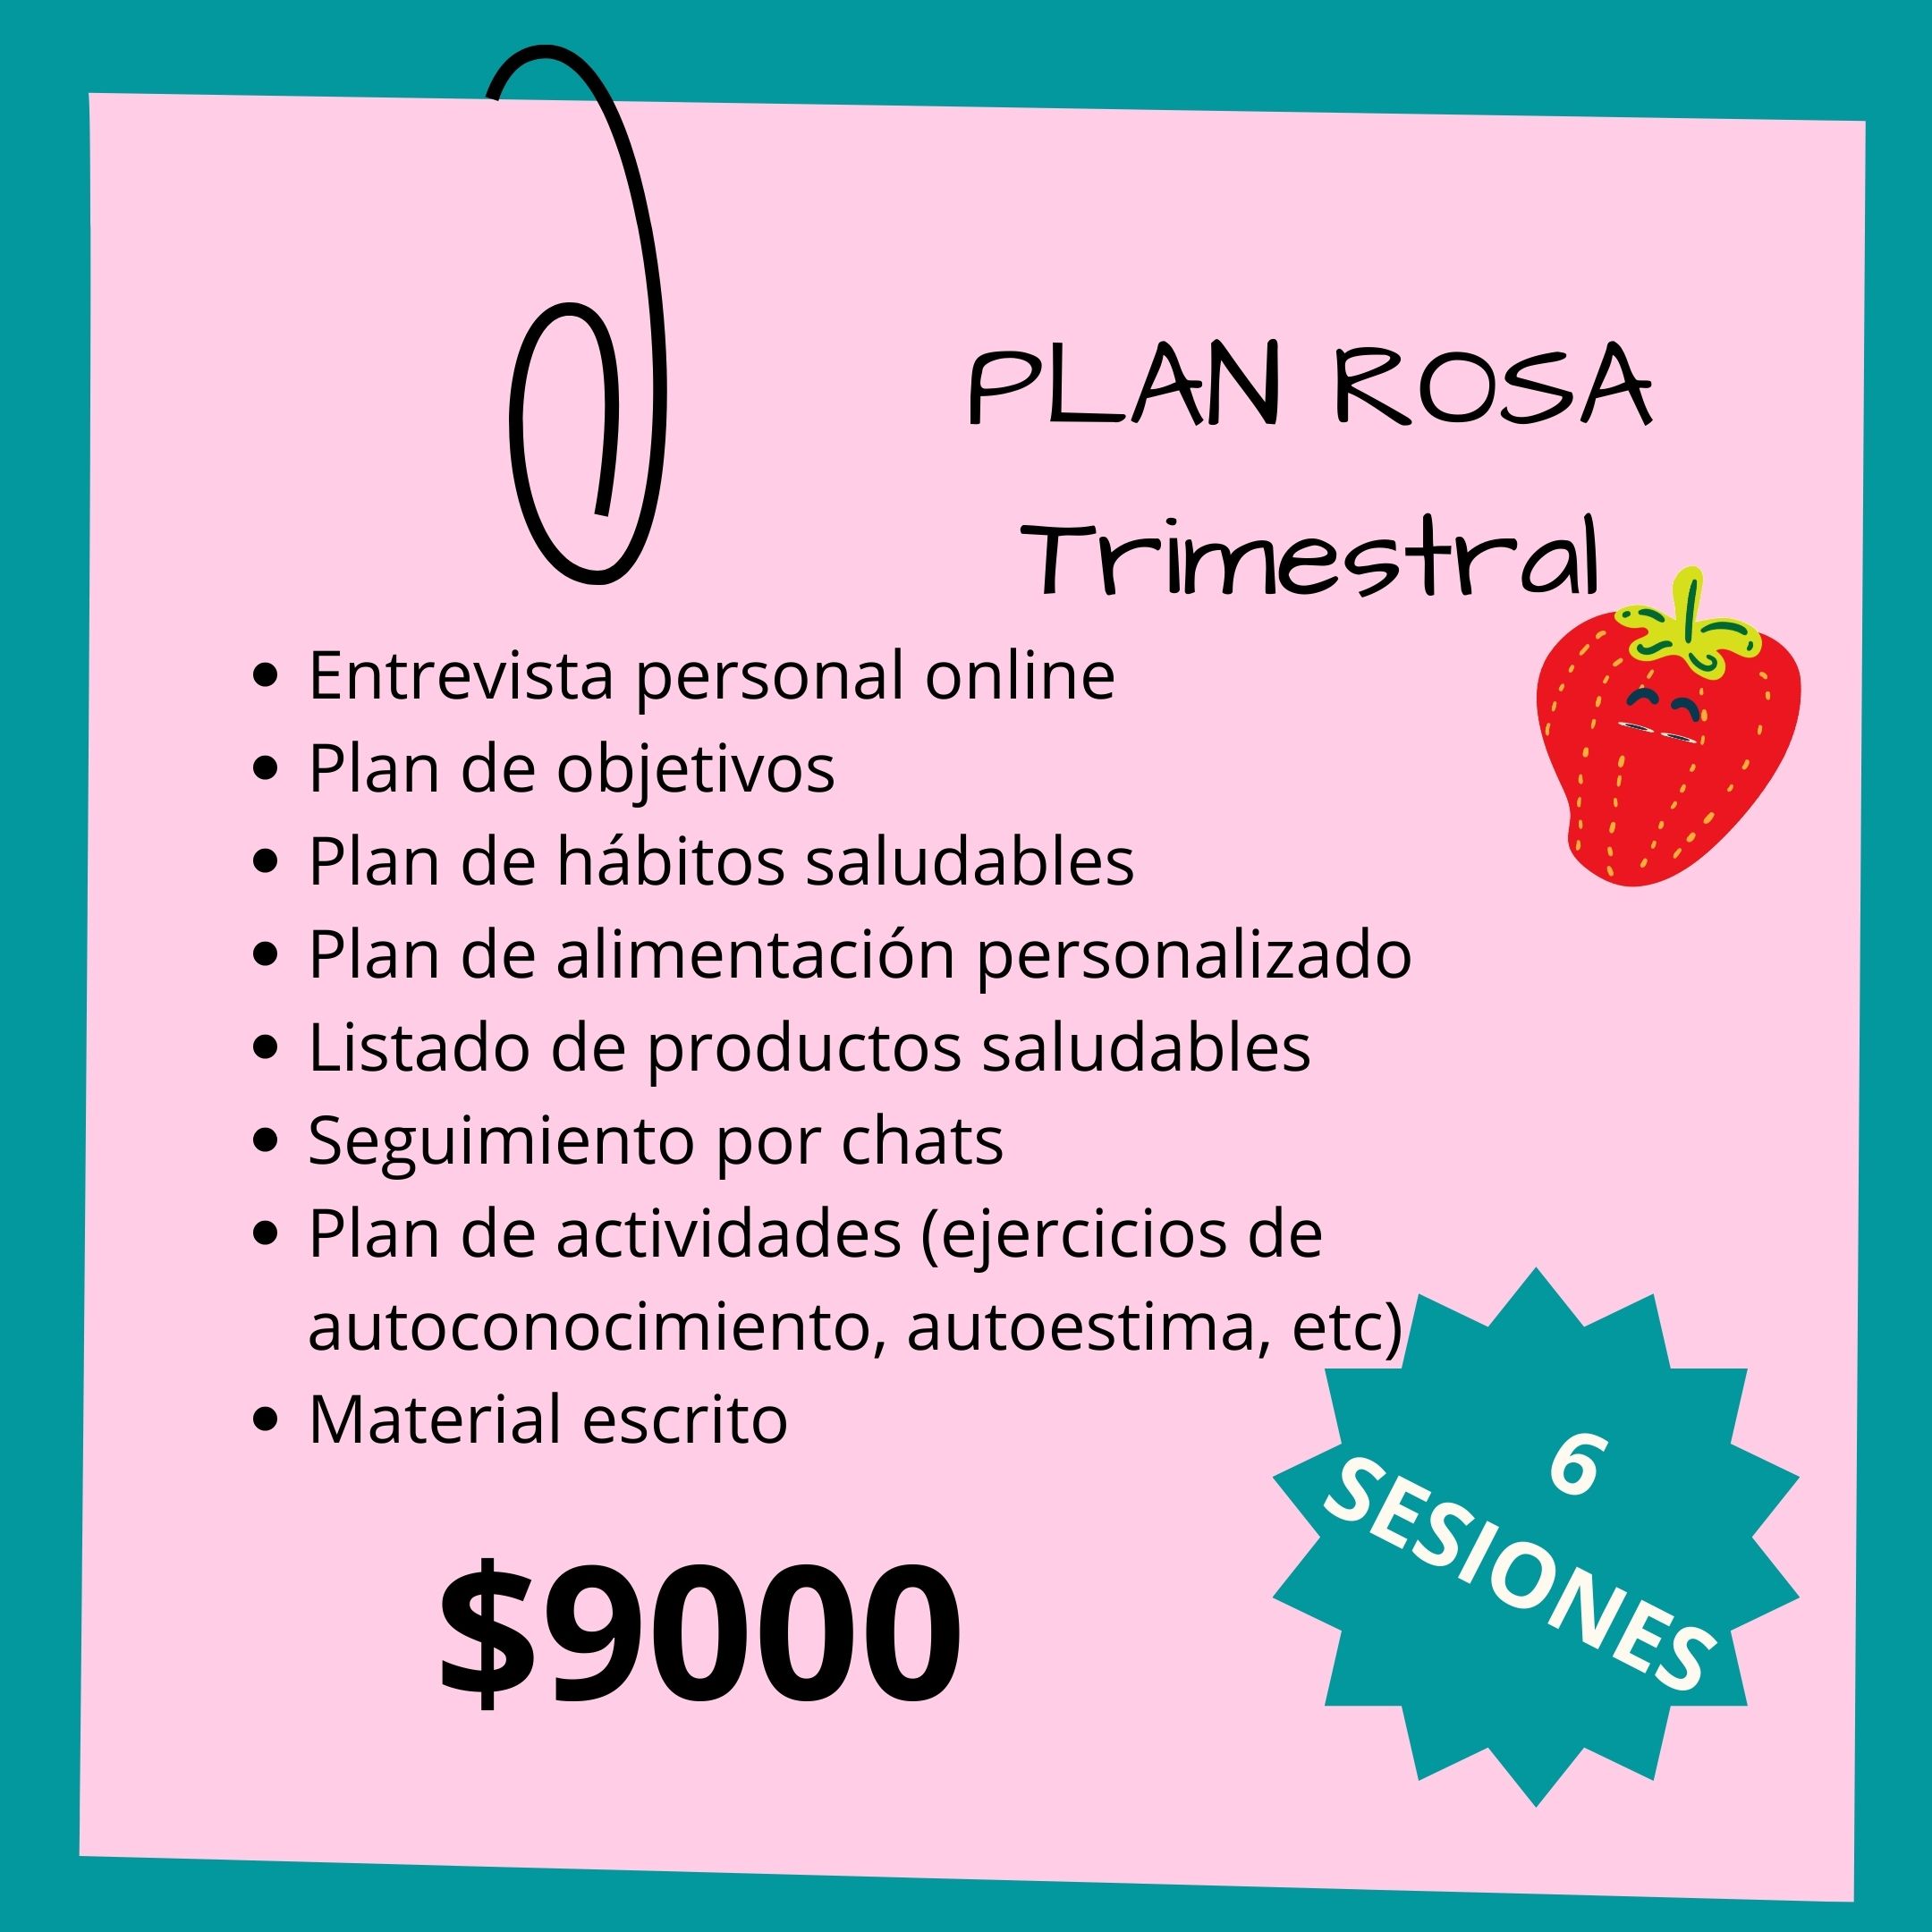 PLAN ROSA
Trimestral
• Entrevista personal online
• Plan de objetivos
• Plan de hábitos saludables
• Plan de alimentación personalizado
• Listado de productos saludables
• Seguimiento por chats
• Plan de actividades (ejercicios de
autoconocimiento, autoestima, etc)
• Material escrito
$9000
6
SESIONES